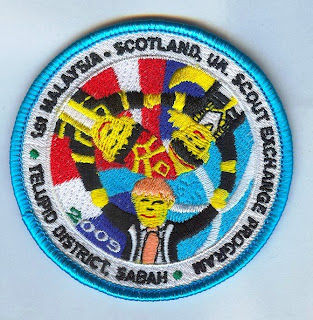 1st MALAYSIA - SCOTLAND, UK. SCOUT EXCHANGE PROGRAM
• TELUPID DISTRICT, SABAH •
2009